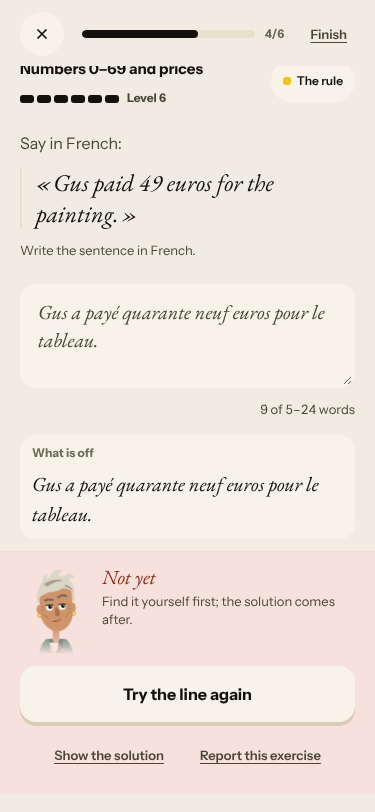 4/6
Finish
Numbers 0–69 and prices
The rule
Level 6
Say in French:
« Gus paid 49 euros for the
painting. »
Write the sentence in French.
Gus a payé quarante neuf euros pour le
tableau.
9 of 5–24 words
What is off
Gus a payé quarante neuf euros pour le
tableau.
Not yet
Find it yourself first; the solution comes
after.
Try the line again
Show the solution
Report this exercise